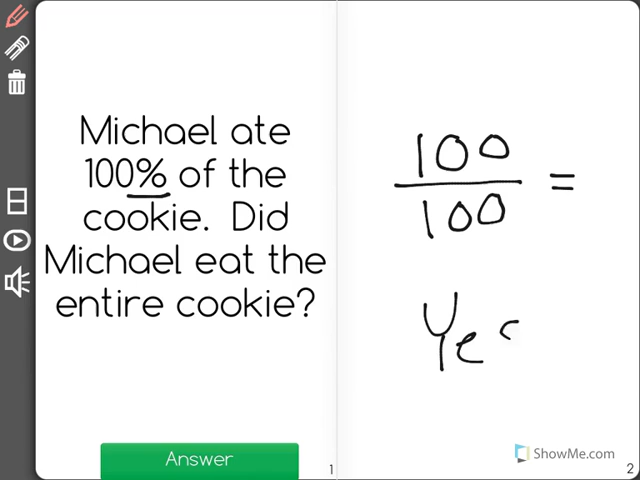 Michael ate
100% of the
cookie. Did
Michael eat the
entire cookie?
Answer
1
100
100 =
Ye
ShowMe.com
2